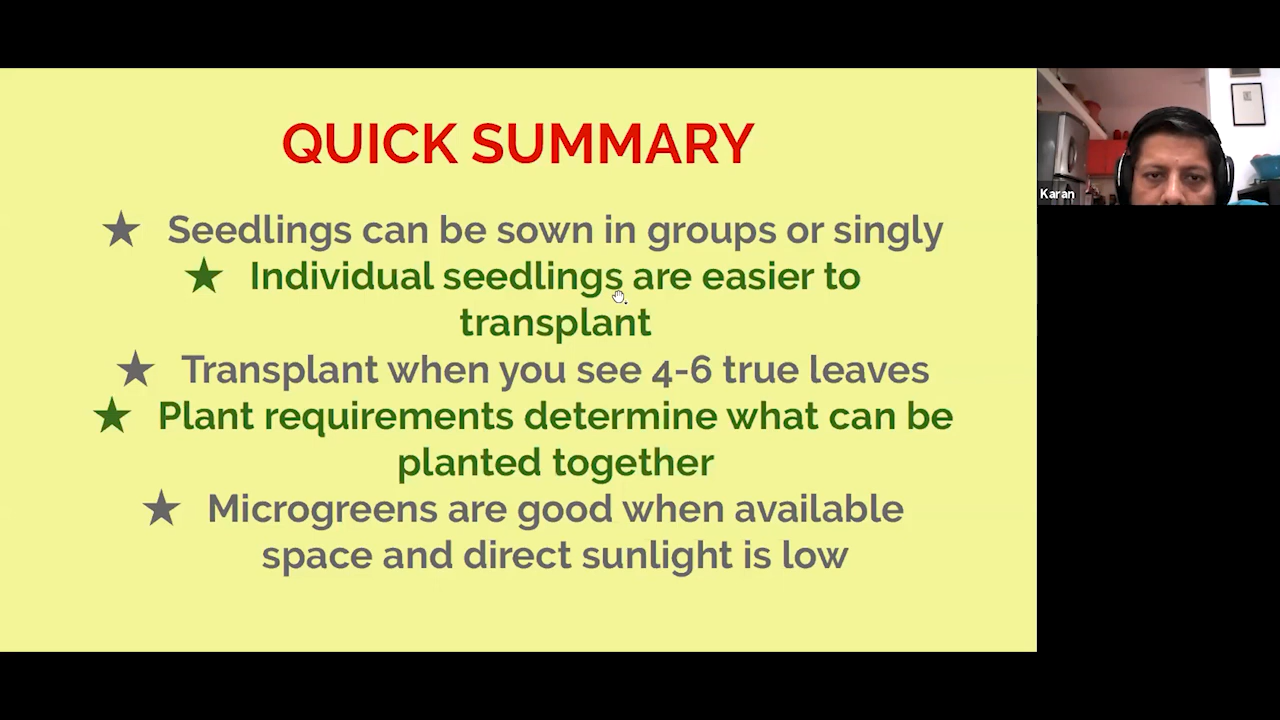 QUICK SUMMARY
Karan
★ Seedlings can be sown in groups or singly
★ Individual seedlings are easier to
transplant
★ Transplant when you see 4-6 true leaves
★ Plant requirements determine what can be
planted together
★ Microgreens are good when available
space and direct sunlight is low